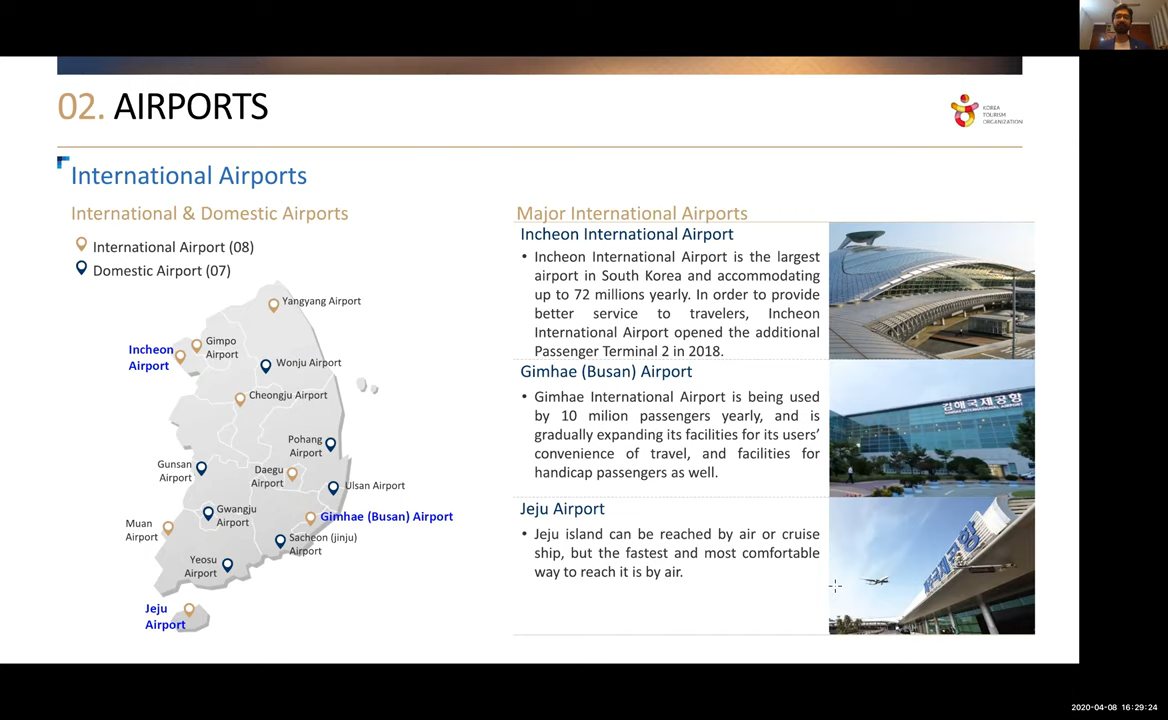 02. AIRPORTS
KOREA
TOURISM
ORGANIZATION
International Airports
International & Domestic Airports
International Airport (08)
Domestic Airport (07)
Yangyang Airport
Gimpo
Airport
Incheon
Airport
Wonju Airport
Cheongju Airport
Pohang
Airport
Gunsan
Airport
Daegu
Airport
Ulsan Airport
Gwangju
Airport
Gimhae (Busan) Airport
Muan
Airport
Sacheon (jinju)
Airport
Yeosu
Airport
Jeju
Airport
Major International Airports
Incheon International Airport
• Incheon International Airport is the largest
airport in South Korea and accommodating
up to 72 millions yearly. In order to provide
better service to travelers, Incheon
International Airport opened the additional
Passenger Terminal 2 in 2018.
Gimhae (Busan) Airport
• Gimhae International Airport is being used
by 10 milion passengers yearly, and is
gradually expanding its facilities for its users’
convenience of travel, and facilities for
handicap passengers as well.
김해국제공항
Jeju Airport
• Jeju island can be reached by air or cruise
ship, but the fastest and most comfortable
way to reach it is by air.
2020-04-08 16:29:24